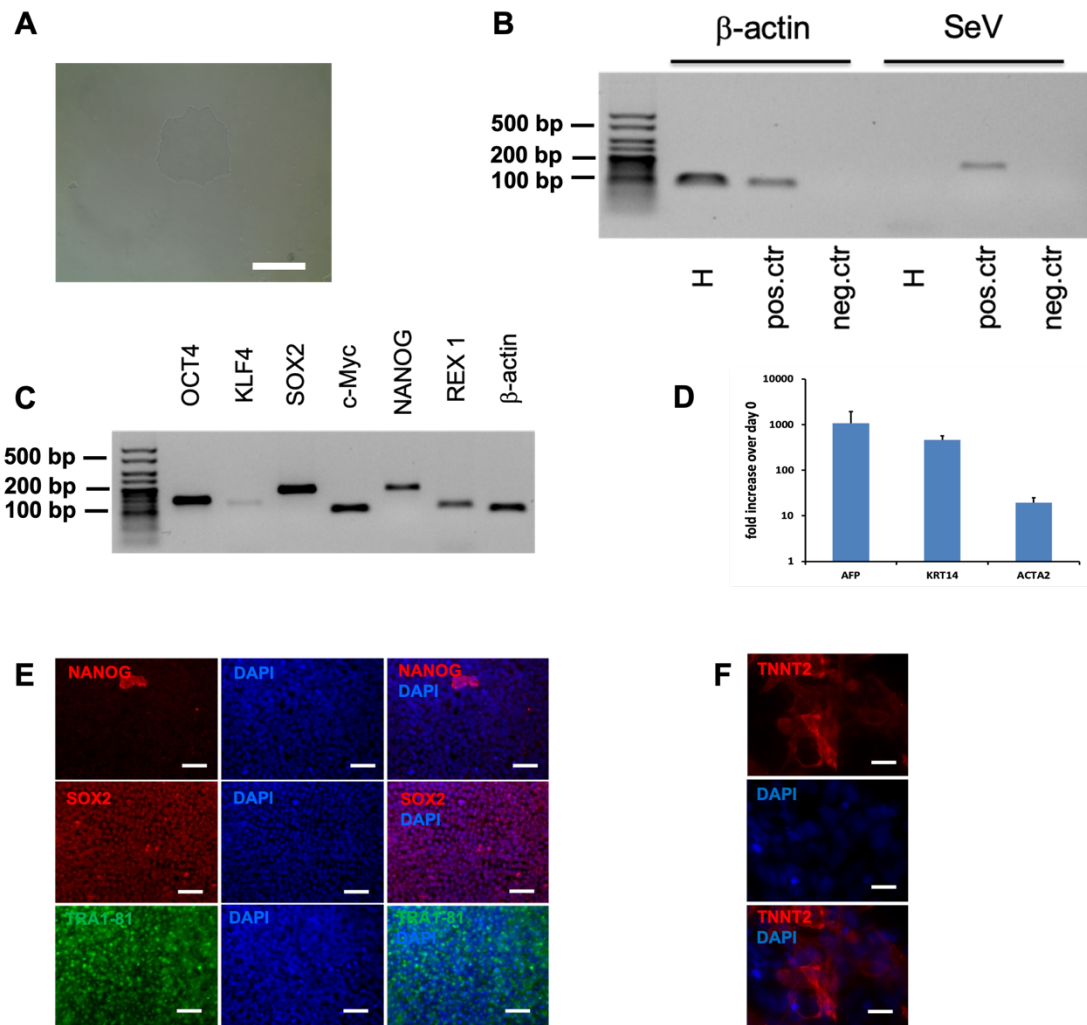 A
B
β-actin
SeV
500 bp
200 bp
100 bp
H
pos.ctr
neg.ctr
H
pos.ctr
neg.ctr
C
OCT4
KLF4
SOX2
c-Myc
NANOG
REX 1
β-actin
500 bp
200 bp
100 bp
D
fold increase over day 0
10000
1000
100
10
1
AFP
KRT14
ACTA2
E
NANOG
DAPI
NANOG
DAPI
SOX2
DAPI
SOX2
DAPI
TRA1-81
DAPI
TRA1-81
DAPI
F
TNNT2
DAPI
TNNT2
DAPI